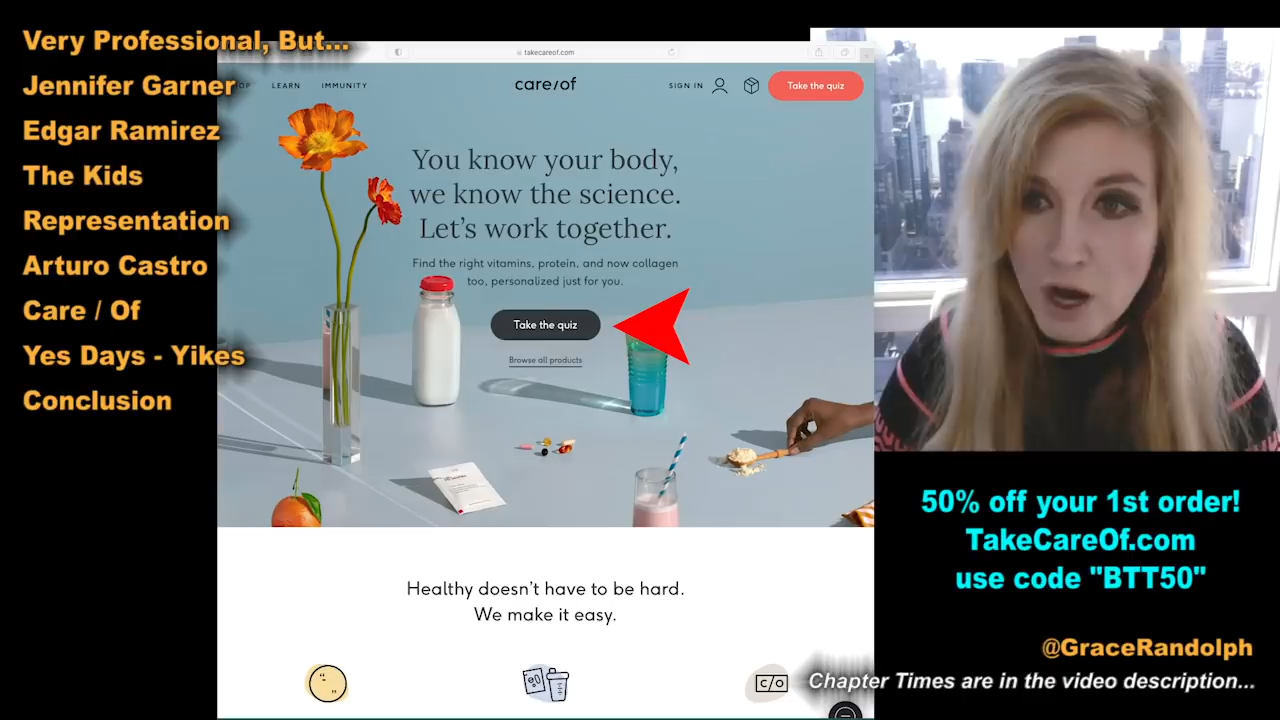 Very Professional, But...
Jennifer Garner
Edgar Ramirez
The Kids
Representation
Arturo Castro
Care / Of
Yes Days - Yikes
Conclusion
takecareof.com
LEARN
IMMUNITY
care/of
SIGN IN
Take the quiz
You know your body,
we know the science.
Let's work together.
Find the right vitamins, protein, and now collagen
too, personalized just for you.
Take the quiz
Browse all products
Healthy doesn't have to be hard.
We make it easy.
c/o
50% off your 1st order!
TakeCareOf.com
use code "BTT50"
@GraceRandolph
Chapter Times are in the video description...